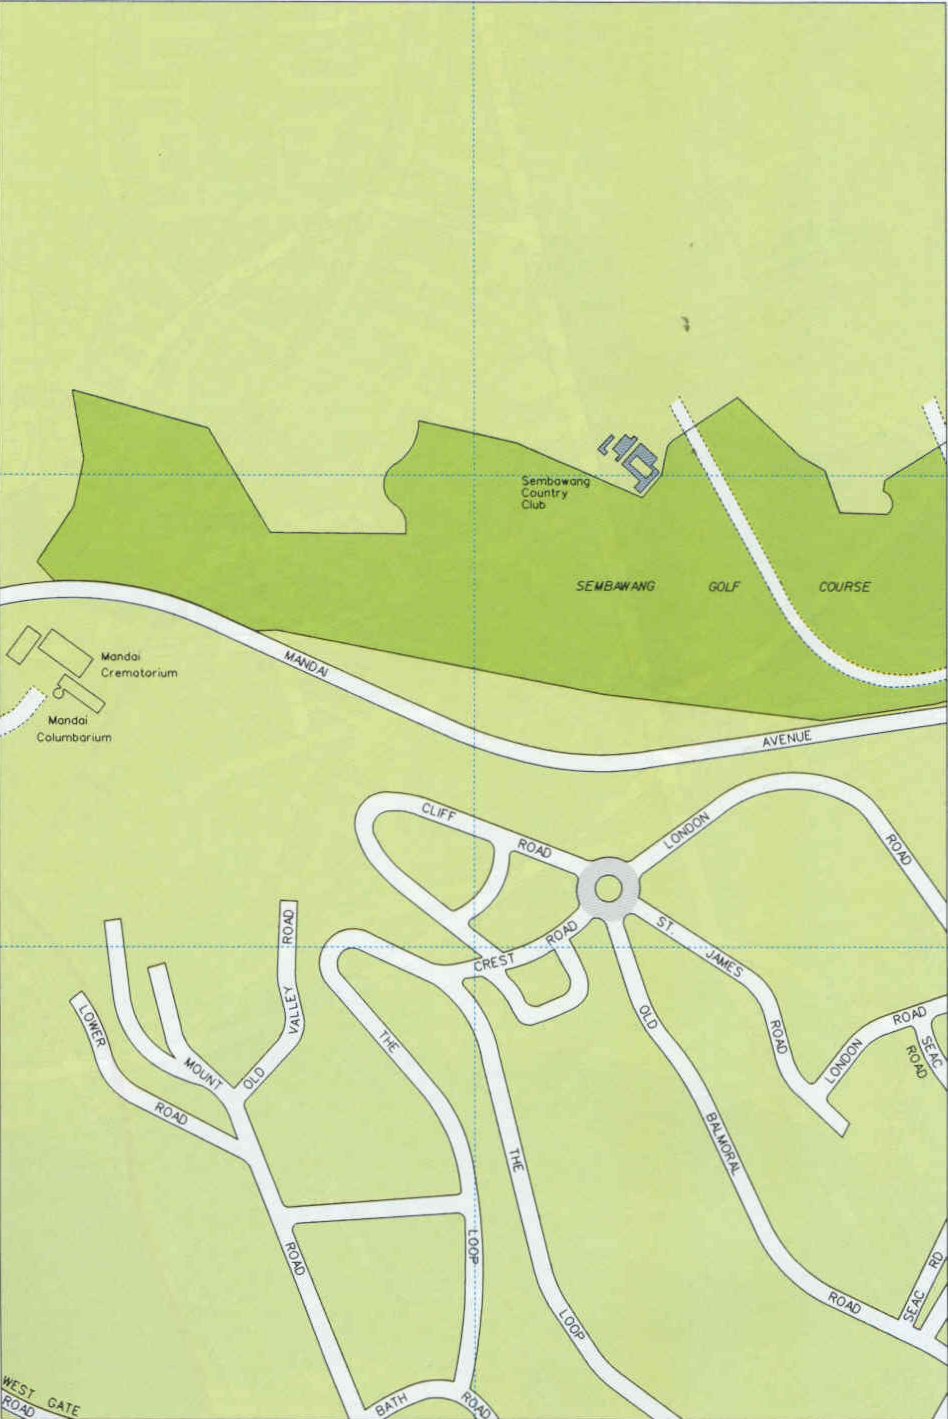 Sembawang
Country
Club
SEMBAWANG GOLF COURSE
Mandai
Crematorium
Mandai
Columbarium
MANDAI AVENUE
CLIFF ROAD
LONDON ROAD
ST. JAMES ROAD
CREST ROAD
OLD VALLEY ROAD
LOWER ROAD
MOUNT ROAD
THE LOOP
THE LOOP
OLD BALMORAL ROAD
LONDON ROAD
SEAC ROAD
SEAC RD
BATH ROAD
WEST GATE
ROAD